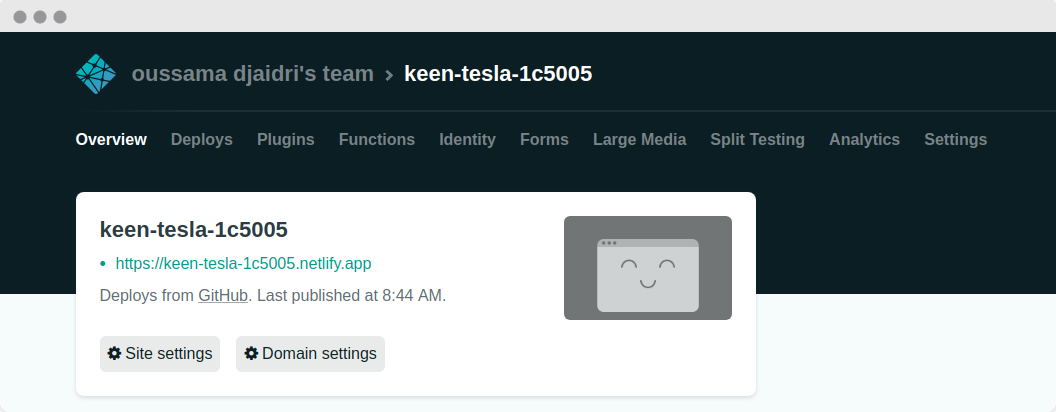 oussama djaidri's team › keen-tesla-1c5005
Overview Deploys Plugins Functions Identity Forms Large Media Split Testing Analytics Settings
keen-tesla-1c5005
• https://keen-tesla-1c5005.netlify.app
Deploys from GitHub. Last published at 8:44 AM.
Site settings Domain settings